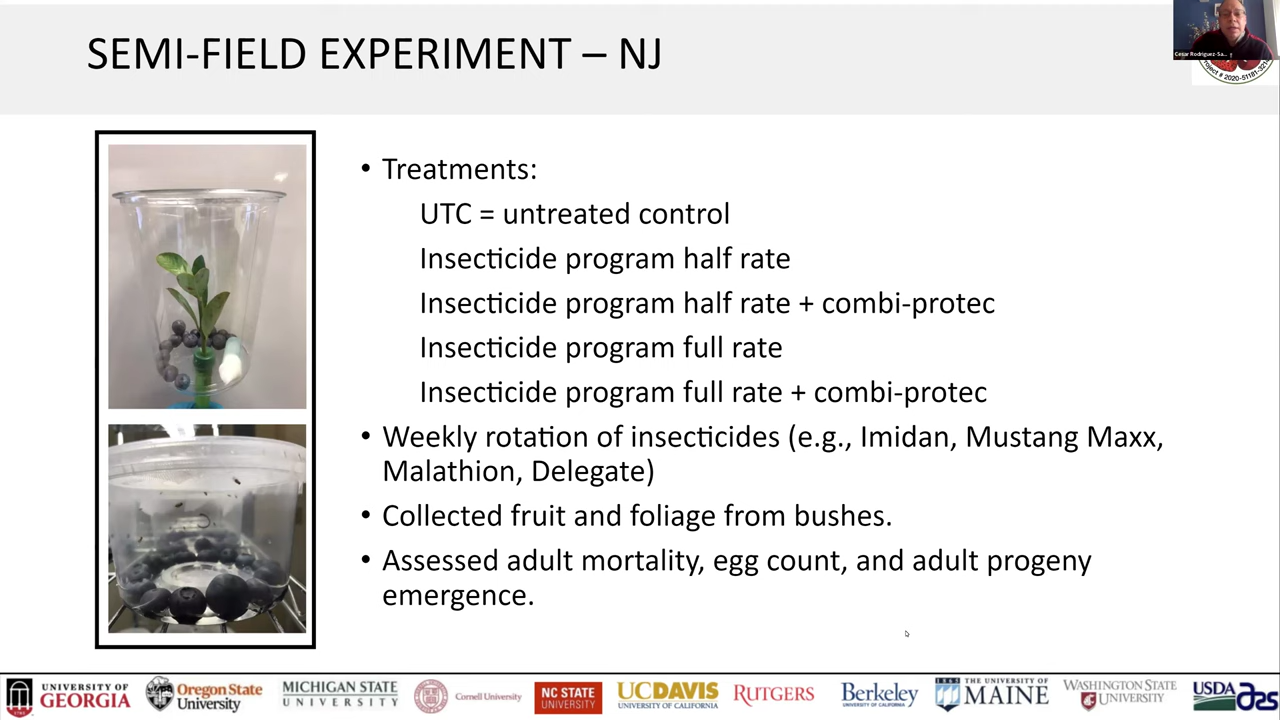 SEMI-FIELD EXPERIMENT – NJ
Cesar Rodriguez-Sa...
• Treatments:
UTC = untreated control
Insecticide program half rate
Insecticide program half rate + combi-protec
Insecticide program full rate
Insecticide program full rate + combi-protec
• Weekly rotation of insecticides (e.g., Imidan, Mustang Maxx,
Malathion, Delegate)
• Collected fruit and foliage from bushes.
• Assessed adult mortality, egg count, and adult progeny
emergence.
UNIVERSITY OF
GEORGIA
Oregon State
University
MICHIGAN STATE
UNIVERSITY
Cornell University
NC STATE
UNIVERSITY
UCDAVIS
UNIVERSITY OF CALIFORNIA
RUTGERS
Berkeley
UNIVERSITY OF CALIFORNIA
1865 THE UNIVERSITY OF
MAINE
WASHINGTON STATE
UNIVERSITY
USDA